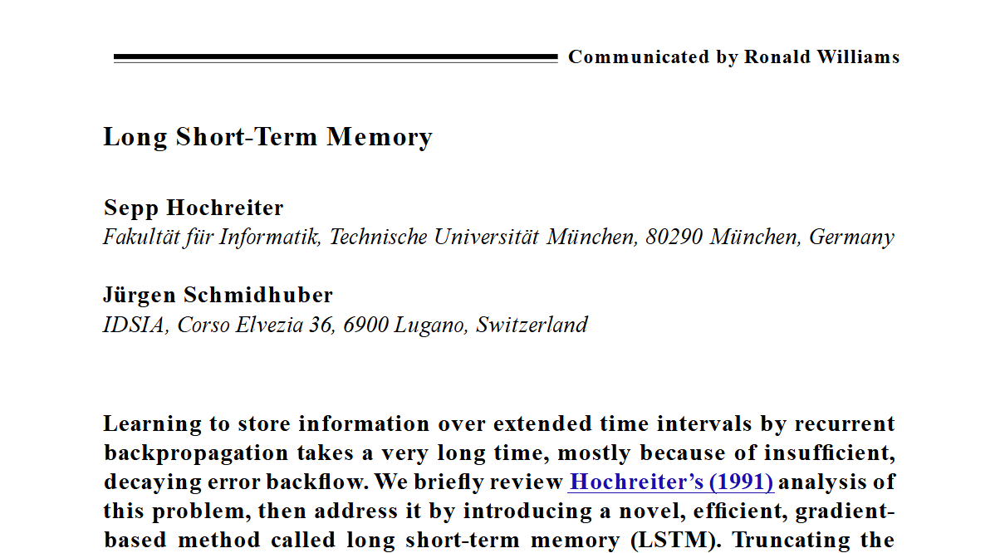 Communicated by Ronald Williams
Long Short-Term Memory
Sepp Hochreiter
Fakultät für Informatik, Technische Universität München, 80290 München, Germany
Jürgen Schmidhuber
IDSIA, Corso Elvezia 36, 6900 Lugano, Switzerland
Learning to store information over extended time intervals by recurrent
backpropagation takes a very long time, mostly because of insufficient,
decaying error backflow. We briefly review Hochreiter’s (1991) analysis of
this problem, then address it by introducing a novel, efficient, gradient-
based method called long short-term memory (LSTM). Truncating the